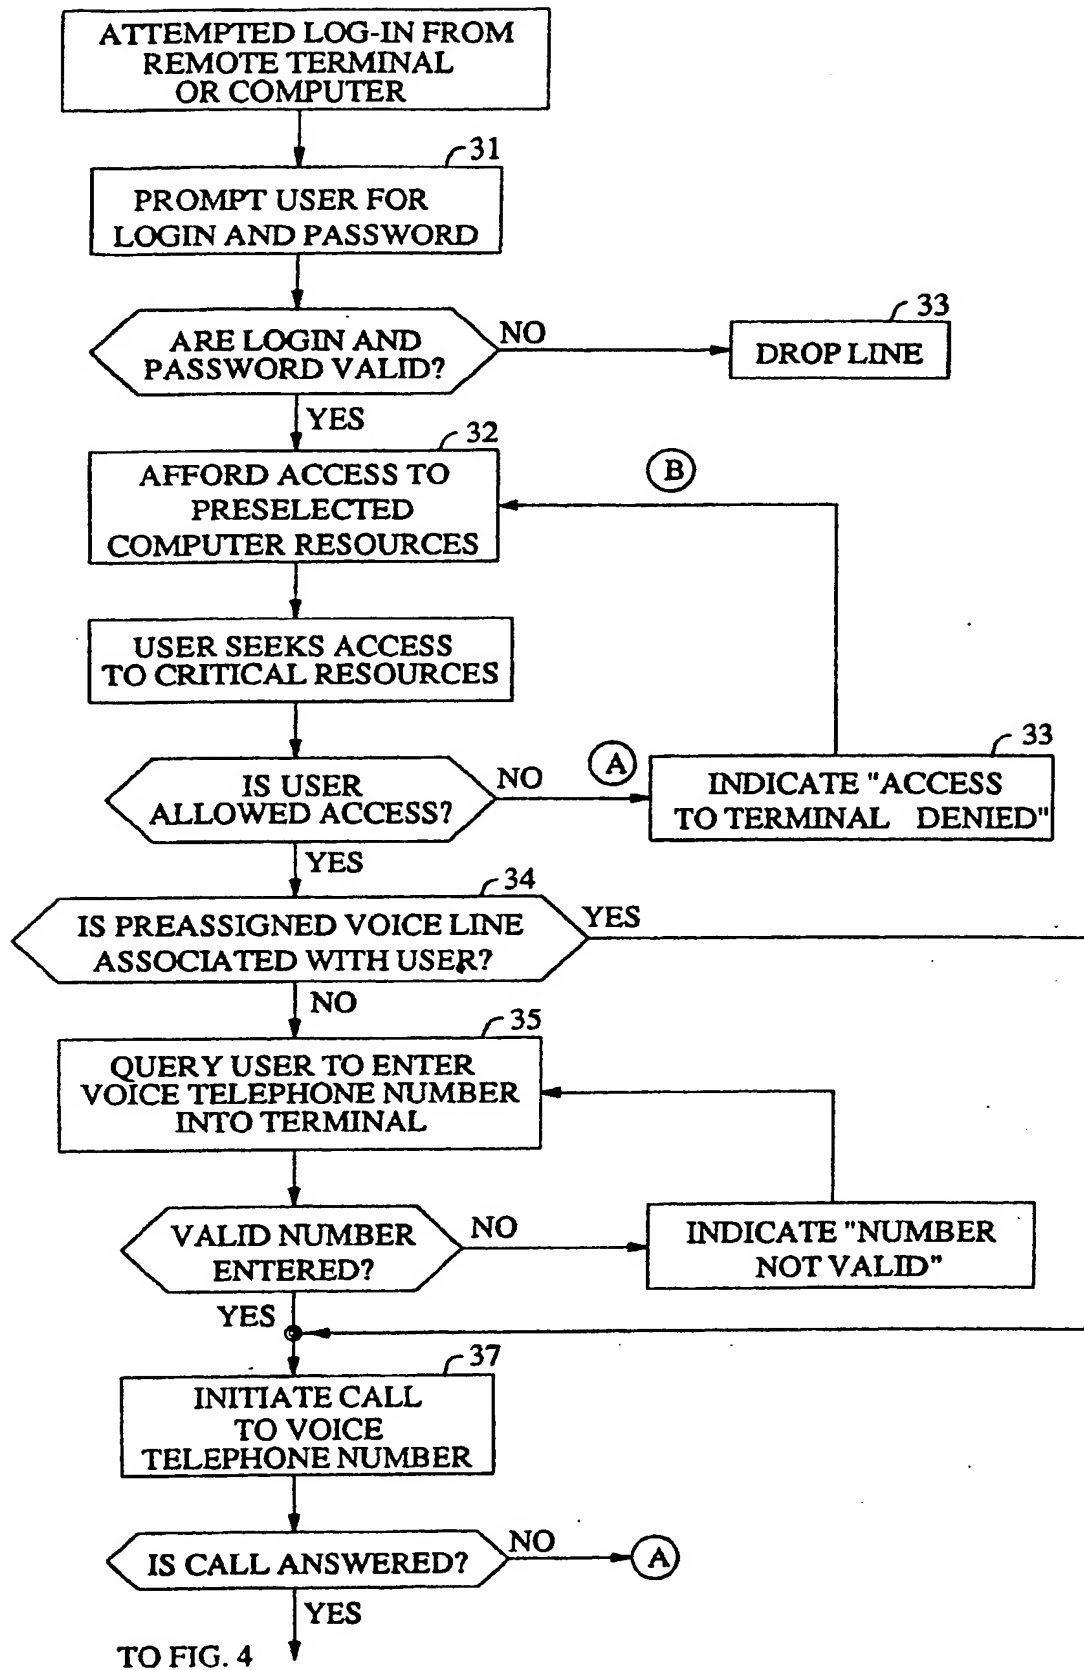 ATTEMPTED LOG-IN FROM
REMOTE TERMINAL
OR COMPUTER
31
PROMPT USER FOR
LOGIN AND PASSWORD
ARE LOGIN AND
PASSWORD VALID?
NO
33
DROP LINE
YES
32
AFFORD ACCESS TO
PRESELECTED
COMPUTER RESOURCES
B
USER SEEKS ACCESS
TO CRITICAL RESOURCES
IS USER
ALLOWED ACCESS?
NO
A
33
INDICATE "ACCESS
TO TERMINAL DENIED"
YES
34
IS PREASSIGNED VOICE LINE
ASSOCIATED WITH USER?
YES
NO
35
QUERY USER TO ENTER
VOICE TELEPHONE NUMBER
INTO TERMINAL
VALID NUMBER
ENTERED?
NO
INDICATE "NUMBER
NOT VALID"
YES
37
INITIATE CALL
TO VOICE
TELEPHONE NUMBER
IS CALL ANSWERED?
NO
A
YES
TO FIG. 4